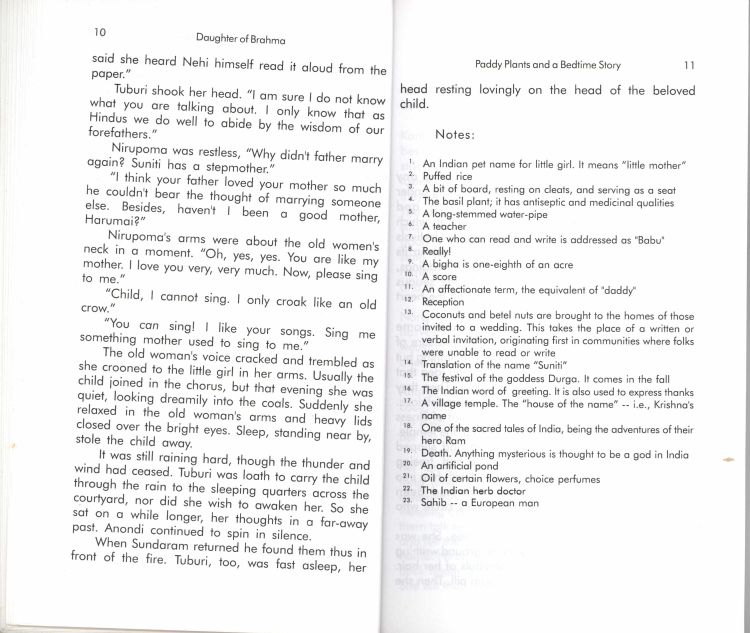 10
Daughter of Brahma
said she heard Nehi himself read it aloud from the
paper."
Tuburi shook her head. "I am sure I do not know
what you are talking about. I only know that as
Hindus we do well to abide by the wisdom of our
forefathers."
Nirupoma was restless, "Why didn't father marry
again? Suniti has a stepmother."
"I think your father loved your mother so much
he couldn't bear the thought of marrying someone
else. Besides, haven't I been a good mother,
Harumai?"
Nirupoma's arms were about the old women's
neck in a moment. "Oh, yes, yes. You are like my
mother. I love you very, very much. Now, please sing
to me."
"Child, I cannot sing. I only croak like an old
crow."
"You can sing! I like your songs. Sing me
something mother used to sing to me."
The old woman's voice cracked and trembled as
she crooned to the little girl in her arms. Usually the
child joined in the chorus, but that evening she was
quiet, looking dreamily into the coals. Suddenly she
relaxed in the old woman's arms and heavy lids
closed over the bright eyes. Sleep, standing near by,
stole the child away.
It was still raining hard, though the thunder and
wind had ceased. Tuburi was loath to carry the child
through the rain to the sleeping quarters across the
courtyard, nor did she wish to awaken her. So she
sat on a while longer, her thoughts in a far-away
past. Anondi continued to spin in silence.
When Sundaram returned he found them thus in
front of the fire. Tuburi, too, was fast asleep, her
Paddy Plants and a Bedtime Story
11
head resting lovingly on the head of the beloved
child.
Notes:
1. An Indian pet name for little girl. It means "little mother"
2. Puffed rice
3. A bit of board, resting on cleats, and serving as a seat
4. The basil plant; it has antiseptic and medicinal qualities
5. A long-stemmed water-pipe
6. A teacher
7. One who can read and write is addressed as "Babu"
8. Really!
9. A bigha is one-eighth of an acre
10. A score
11. An affectionate term, the equivalent of "daddy"
12. Reception
13. Coconuts and betel nuts are brought to the homes of those
invited to a wedding. This takes the place of a written or
verbal invitation, originating first in communities where folks
were unable to read or write
14. Translation of the name "Suniti"
15. The festival of the goddess Durga. It comes in the fall
16. The Indian word of greeting. It is also used to express thanks
17. A village temple. The "house of the name" -- i.e., Krishna's
name
18. One of the sacred tales of India, being the adventures of their
hero Ram
19. Death. Anything mysterious is thought to be a god in India
20. An artificial pond
21. Oil of certain flowers, choice perfumes
22. The Indian herb doctor
23. Sahib -- a European man